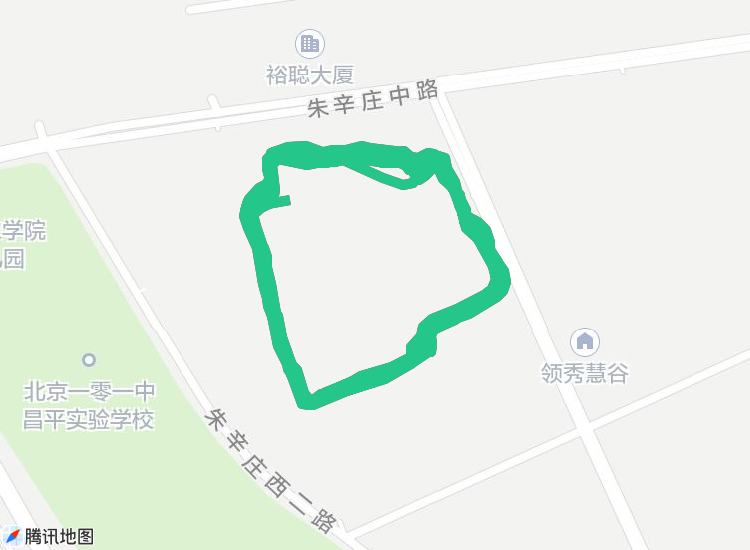 裕聪大厦
朱辛庄中路
学院
园
领秀慧谷
北京一零一中
昌平实验学校
朱辛庄西二路
腾讯地图